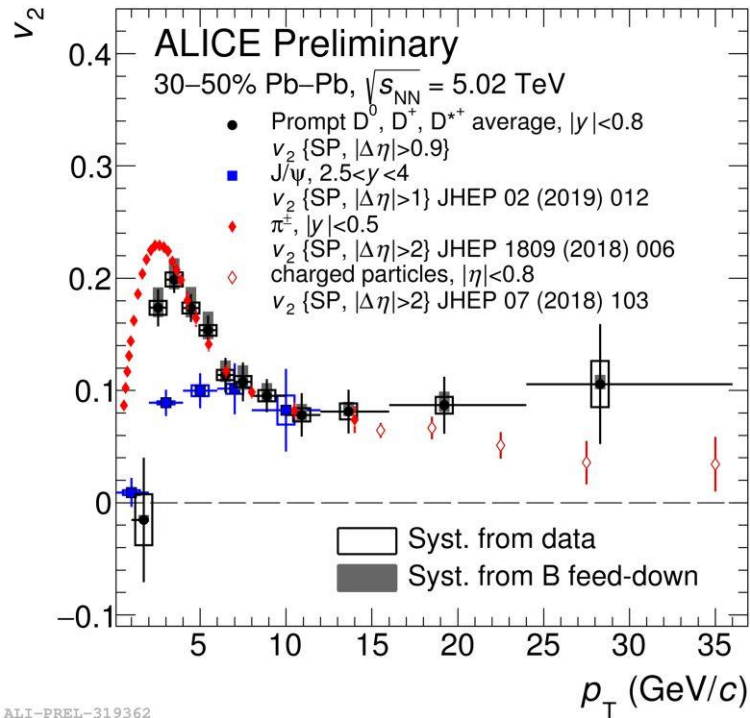 v₂
ALICE Preliminary
30–50% Pb–Pb, √s_NN = 5.02 TeV
Prompt D⁰, D⁺, D*⁺ average, |y|<0.8
v₂ {SP, |Δη|>0.9}
J/ψ, 2.5<y<4
v₂ {SP, |Δη|>1} JHEP 02 (2019) 012
π±, |y|<0.5
v₂ {SP, |Δη|>2} JHEP 1809 (2018) 006
charged particles, |η|<0.8
v₂ {SP, |Δη|>2} JHEP 07 (2018) 103
0.4
0.3
0.2
0.1
0
−0.1
Syst. from data
Syst. from B feed-down
5 10 15 20 25 30 35
p_T (GeV/c)
ALI-PREL-319362